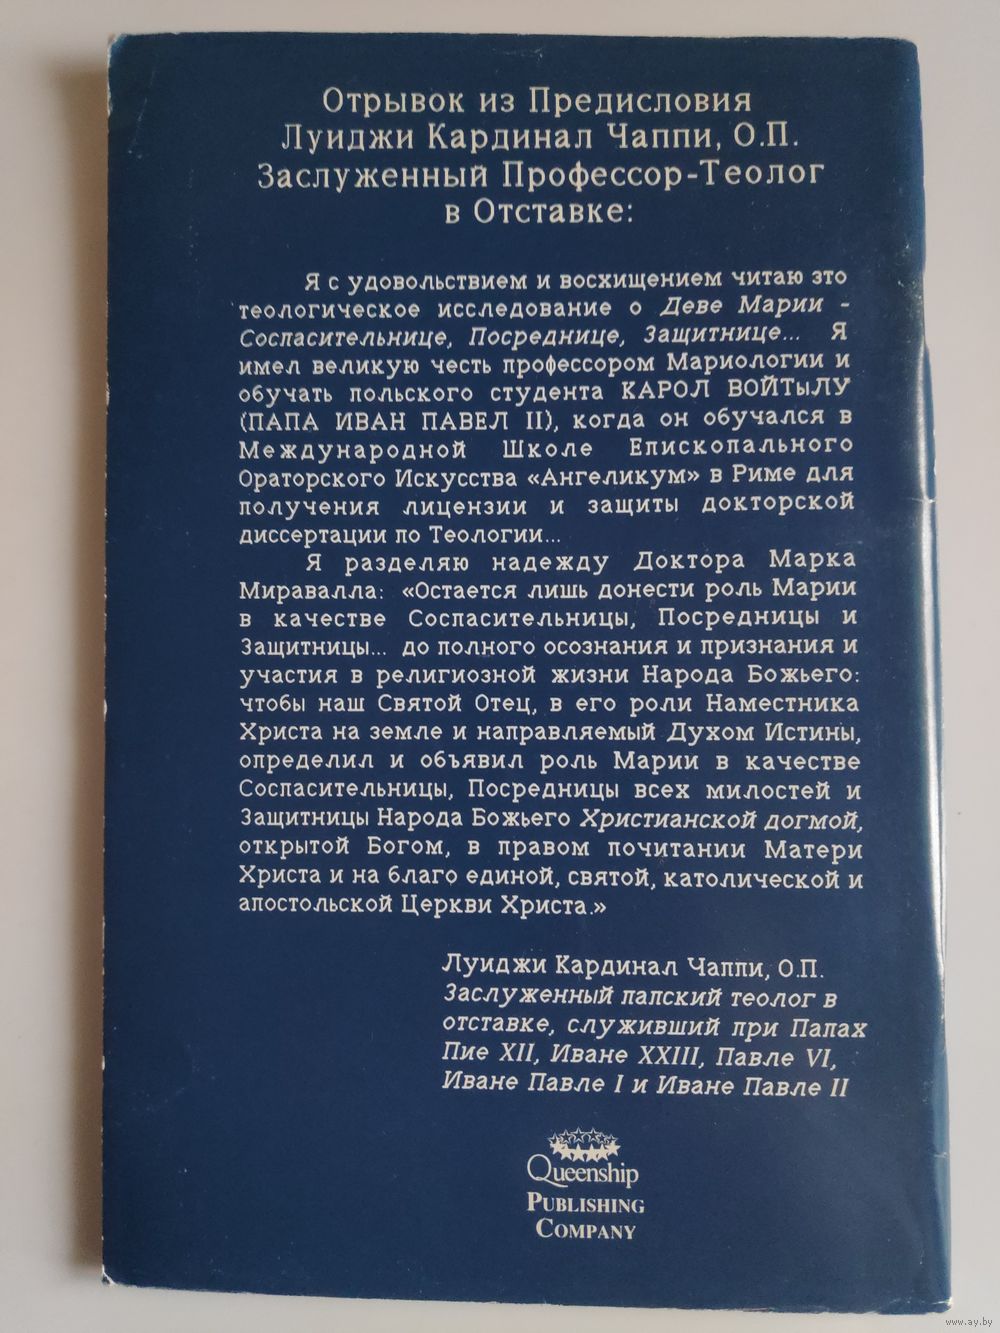 Отрывок из Предисловия
Луиджи Кардинал Чаппи, О.П.
Заслуженный Профессор-Теолог
в Отставке:
Я с удовольствием и восхищением читаю зто
теологическое исследование о Деве Марии -
Соспасительнице, Посреднице, Защитнице... Я
имел великую честь профессором Мариологии и
обучать польского студента КАРОЛ ВОЙТыЛУ
(ПАПА ИВАН ПАВЕЛ II), когда он обучался в
Международной Школе Епископального
Ораторского Искусства «Ангеликум» в Риме для
получения лицензии и защиты докторской
диссертации по Теологии...
Я разделяю надежду Доктора Марка
Миравалла: «Остается лишь донести роль Марии
в качестве Соспасительницы, Посредницы и
Защитницы... до полного осознания и признания и
участия в религиозной жизни Народа Божьего:
чтобы наш Святой Отец, в его роли Наместника
Христа на земле и направляемый Духом Истины,
определил и объявил роль Марии в качестве
Соспасительницы, Посредницы всех милостей и
Защитницы Народа Божьего Христианской догмой,
открытой Богом, в правом почитании Матери
Христа и на благо единой, святой, католической и
апостольской Церкви Христа.»
Луиджи Кардинал Чаппи, О.П.
Заслуженный папский теолог в
отставке, служивший при Папах
Пие XII, Иване XXIII, Павле VI,
Иване Павле I и Иване Павле II
Queenship
PUBLISHING
COMPANY
www.ay.by